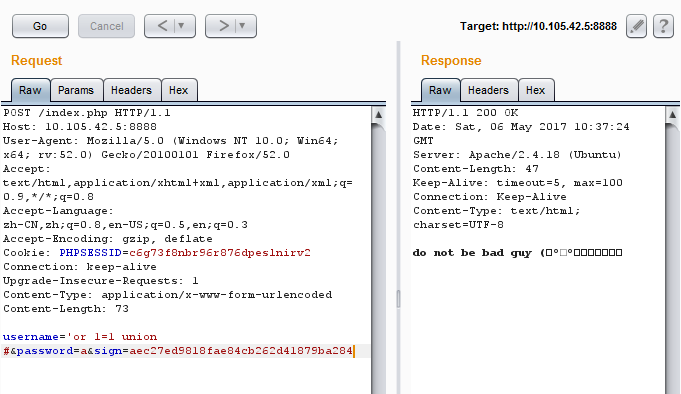 Go Cancel < > Target: http://10.105.42.5:8888 ?
Request
Raw Params Headers Hex
POST /index.php HTTP/1.1
Host: 10.105.42.5:8888
User-Agent: Mozilla/5.0 (Windows NT 10.0; Win64;
x64; rv:52.0) Gecko/20100101 Firefox/52.0
Accept:
text/html,application/xhtml+xml,application/xml;q=
0.9,*/*;q=0.8
Accept-Language:
zh-CN,zh;q=0.8,en-US;q=0.5,en;q=0.3
Accept-Encoding: gzip, deflate
Cookie: PHPSESSID=c6g73f8nbr96r876dpeslnirv2
Connection: keep-alive
Upgrade-Insecure-Requests: 1
Content-Type: application/x-www-form-urlencoded
Content-Length: 73
username='or 1=1 union
#&password=a&sign=aec27ed9818fae84cb262d41879ba284
Response
Raw Headers Hex
HTTP/1.1 200 OK
Date: Sat, 06 May 2017 10:37:24
GMT
Server: Apache/2.4.18 (Ubuntu)
Content-Length: 47
Keep-Alive: timeout=5, max=100
Connection: Keep-Alive
Content-Type: text/html;
charset=UTF-8
do not be bad guy (□°□°□□□□□□□